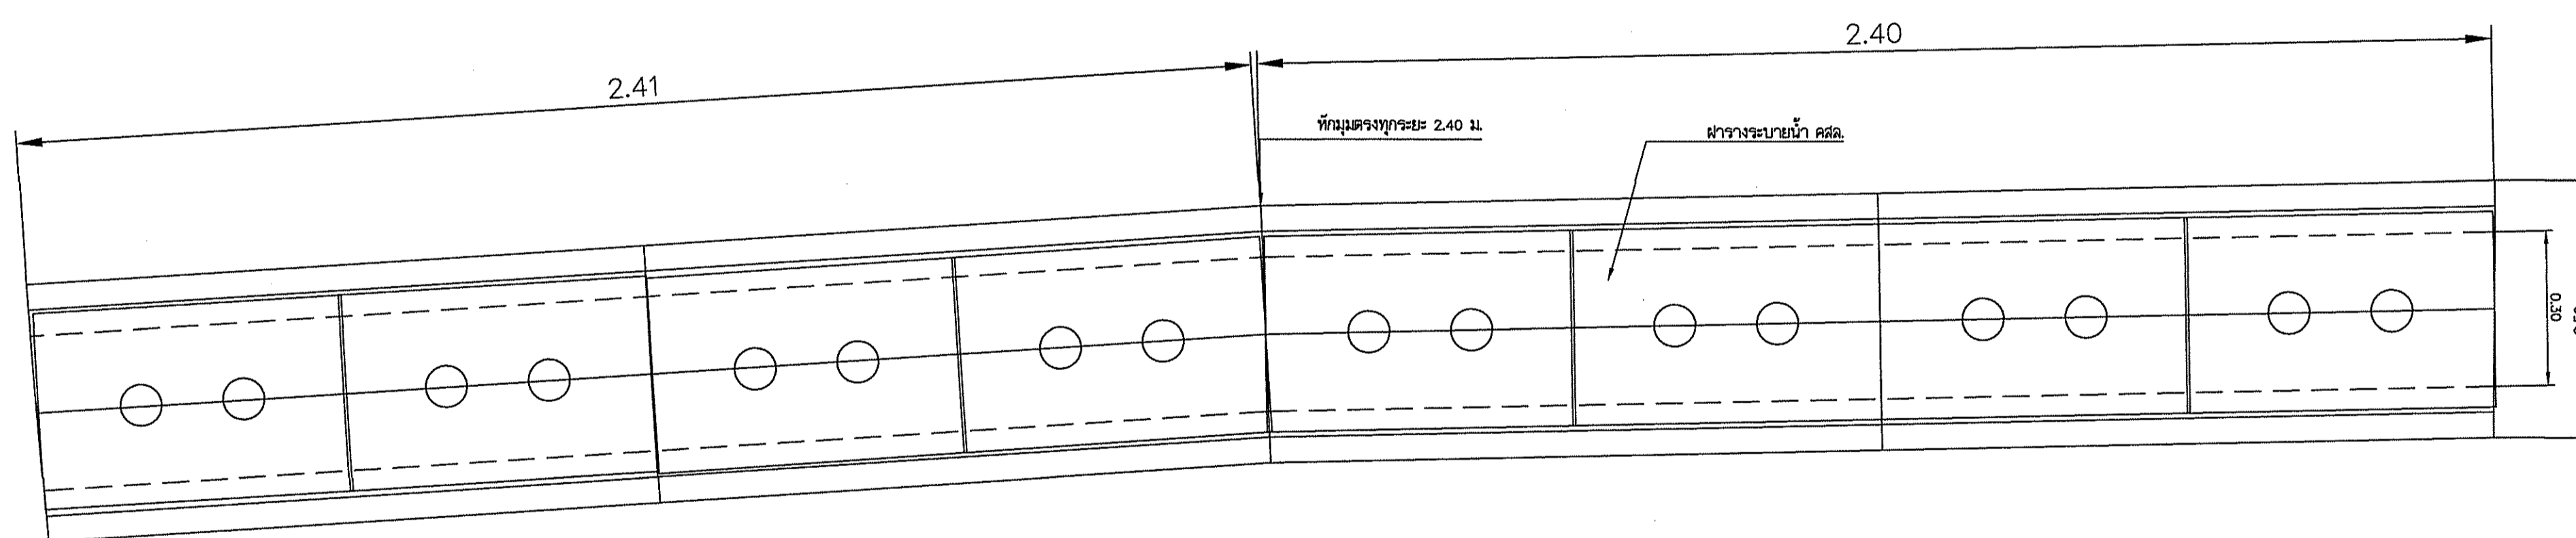 2.41
2.40
หักมุมตรงทุกระยะ 2.40 ม.
ฝารางระบายน้ำ คสล.
0.30